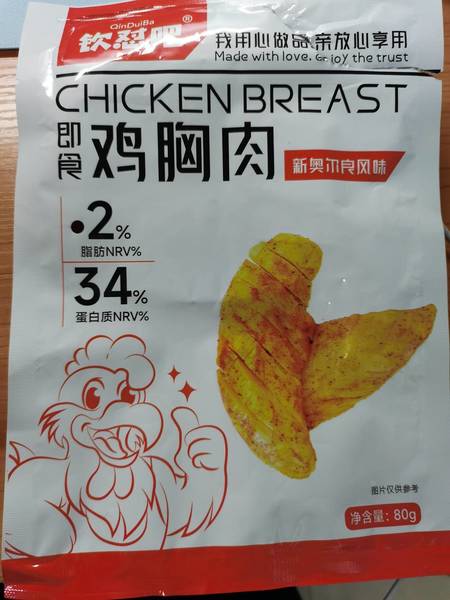 QinDuiBa
钦怼吧®
我用心做 亲放心享用
Made with love. Enjoy the trust
CHICKEN BREAST
即食 鸡胸肉
新奥尔良风味
•2%
脂肪NRV%
34%
蛋白质NRV%
图片仅供参考
净含量：80g